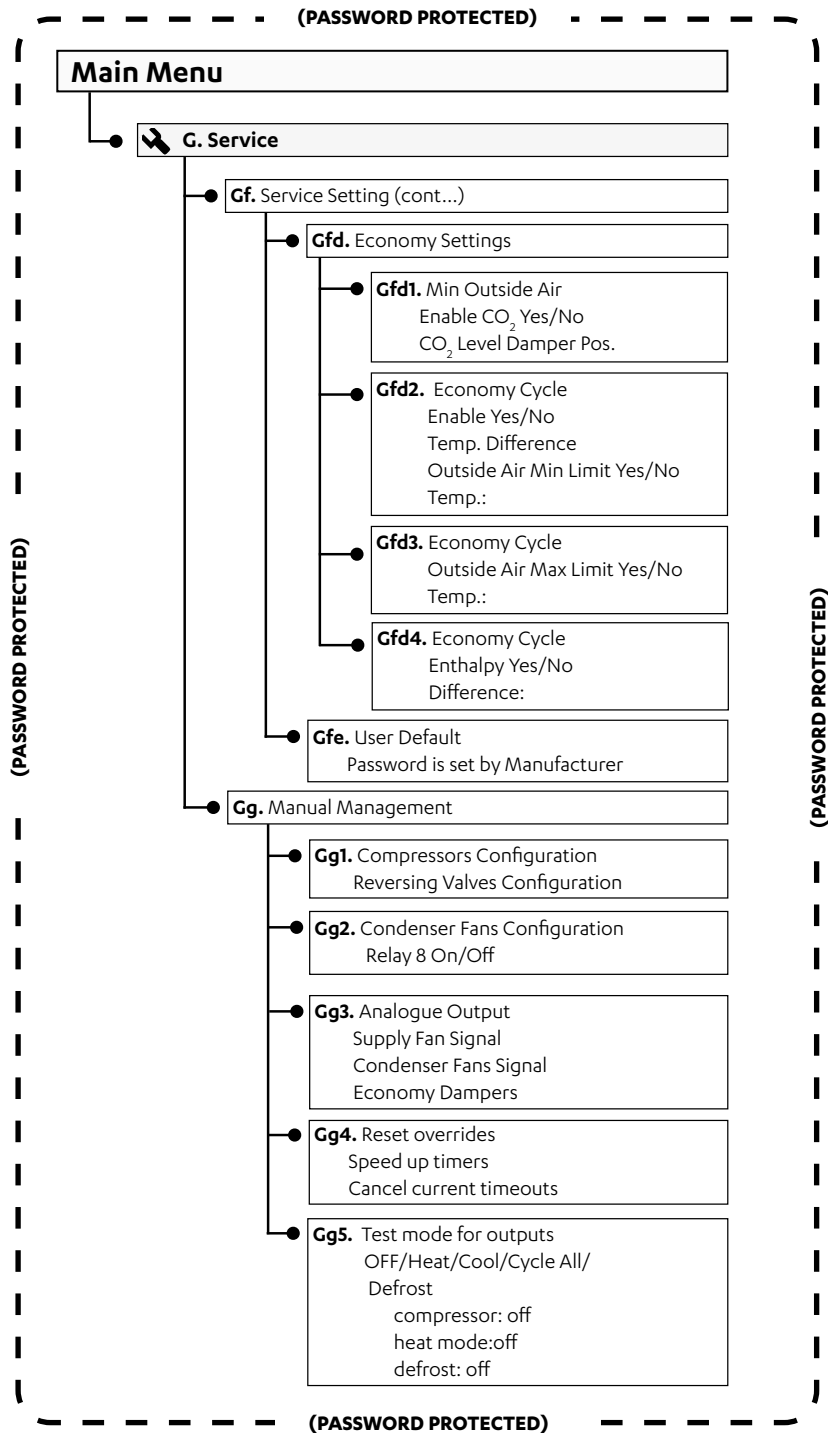 (PASSWORD PROTECTED)
Main Menu
G. Service
Gf. Service Setting (cont...)
Gfd. Economy Settings
Gfd1. Min Outside Air
Enable CO₂ Yes/No
CO₂ Level Damper Pos.
Gfd2. Economy Cycle
Enable Yes/No
Temp. Difference
Outside Air Min Limit Yes/No
Temp.:
Gfd3. Economy Cycle
Outside Air Max Limit Yes/No
Temp.:
Gfd4. Economy Cycle
Enthalpy Yes/No
Difference:
Gfe. User Default
Password is set by Manufacturer
Gg. Manual Management
Gg1. Compressors Configuration
Reversing Valves Configuration
Gg2. Condenser Fans Configuration
Relay 8 On/Off
Gg3. Analogue Output
Supply Fan Signal
Condenser Fans Signal
Economy Dampers
Gg4. Reset overrides
Speed up timers
Cancel current timeouts
Gg5. Test mode for outputs
OFF/Heat/Cool/Cycle All/
Defrost
compressor: off
heat mode:off
defrost: off
(PASSWORD PROTECTED)
(PASSWORD PROTECTED)
(PASSWORD PROTECTED)